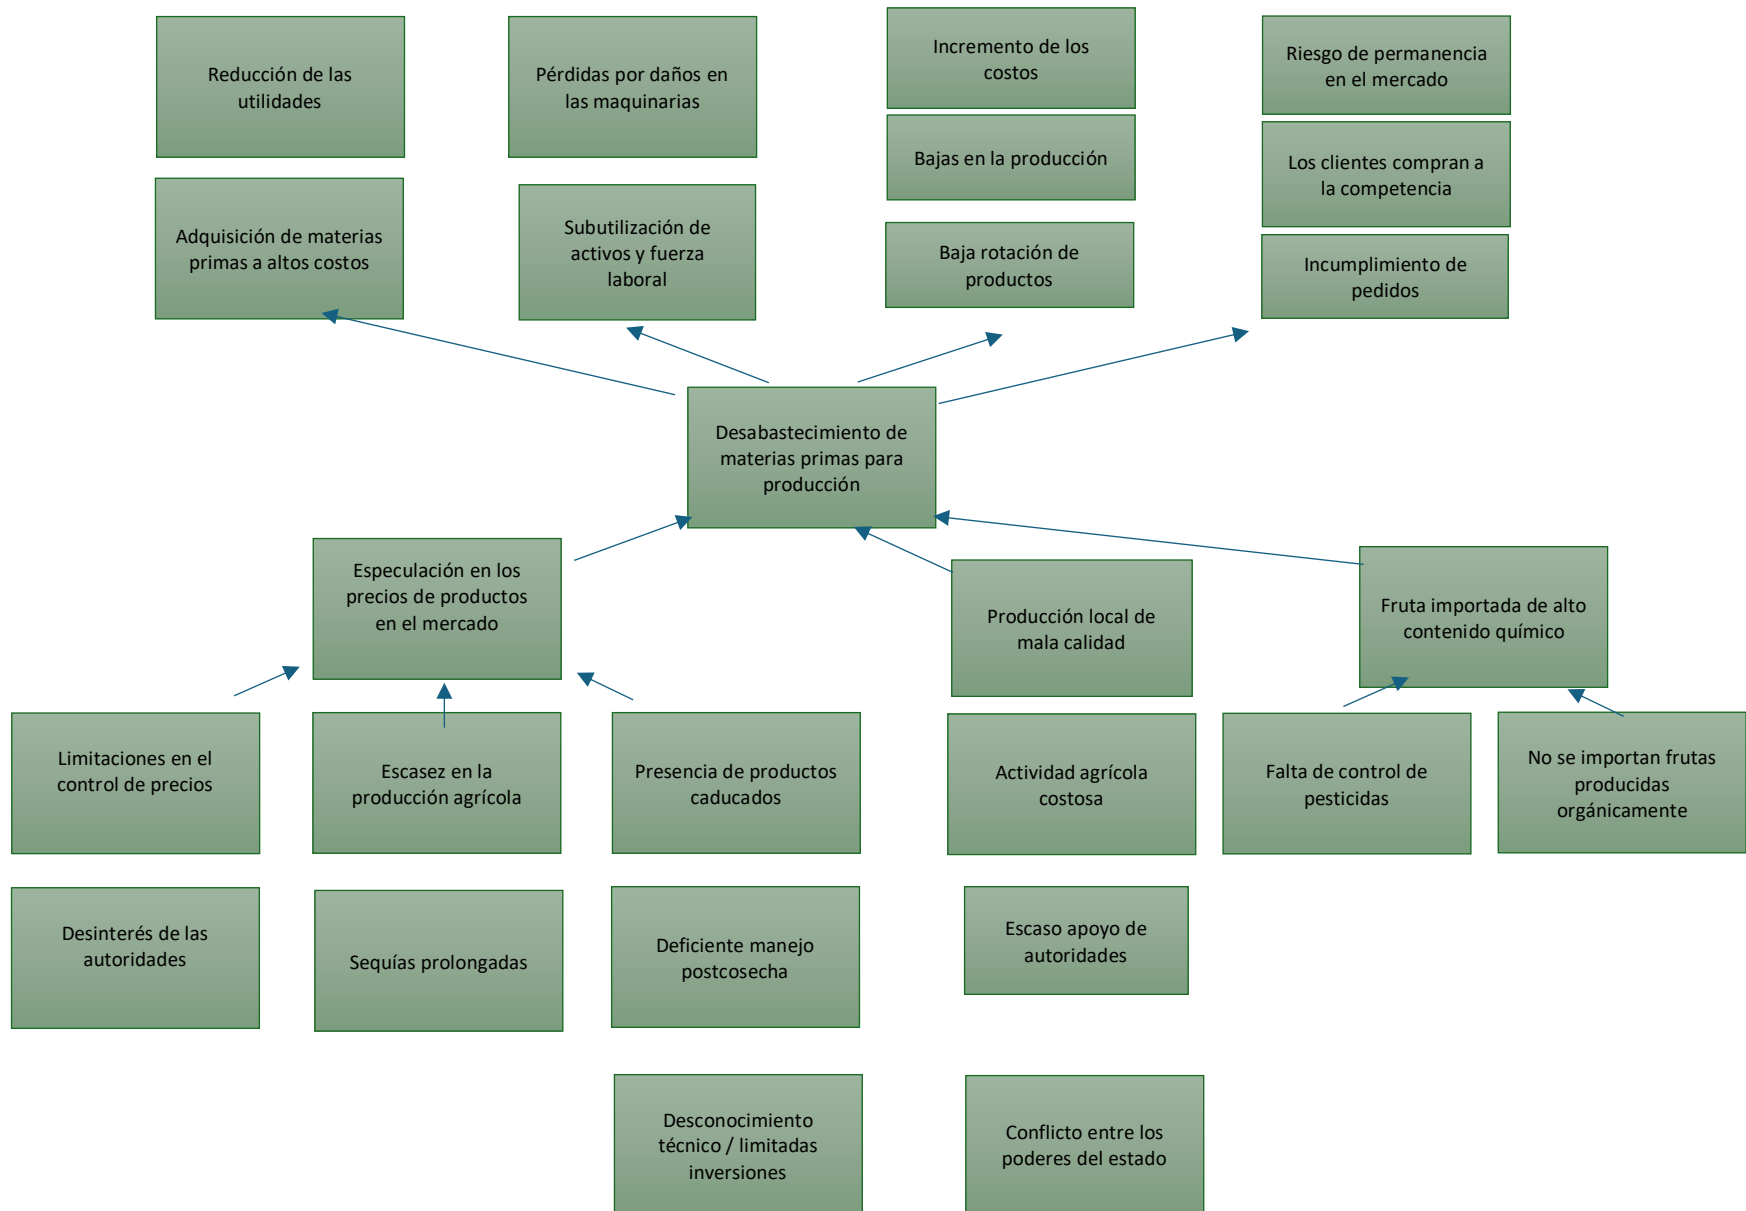 Reducción de las
utilidades
Pérdidas por daños en
las maquinarias
Incremento de los
costos
Riesgo de permanencia
en el mercado
Bajas en la producción
Los clientes compran a
la competencia
Adquisición de materias
primas a altos costos
Subutilización de
activos y fuerza
laboral
Baja rotación de
productos
Incumplimiento de
pedidos
Desabastecimiento de
materias primas para
producción
Especulación en los
precios de productos
en el mercado
Producción local de
mala calidad
Fruta importada de alto
contenido químico
Limitaciones en el
control de precios
Escasez en la
producción agrícola
Presencia de productos
caducados
Actividad agrícola
costosa
Falta de control de
pesticidas
No se importan frutas
producidas
orgánicamente
Desinterés de las
autoridades
Sequías prolongadas
Deficiente manejo
postcosecha
Escaso apoyo de
autoridades
Desconocimiento
técnico / limitadas
inversiones
Conflicto entre los
poderes del estado